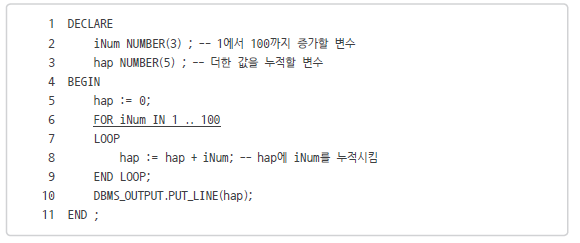 1 DECLARE
2 iNum NUMBER(3) ; -- 1에서 100까지 증가할 변수
3 hap NUMBER(5) ; -- 더한 값을 누적할 변수
4 BEGIN
5 hap := 0;
6 FOR iNum IN 1 .. 100
7 LOOP
8 hap := hap + iNum; -- hap에 iNum를 누적시킴
9 END LOOP;
10 DBMS_OUTPUT.PUT_LINE(hap);
11 END ;